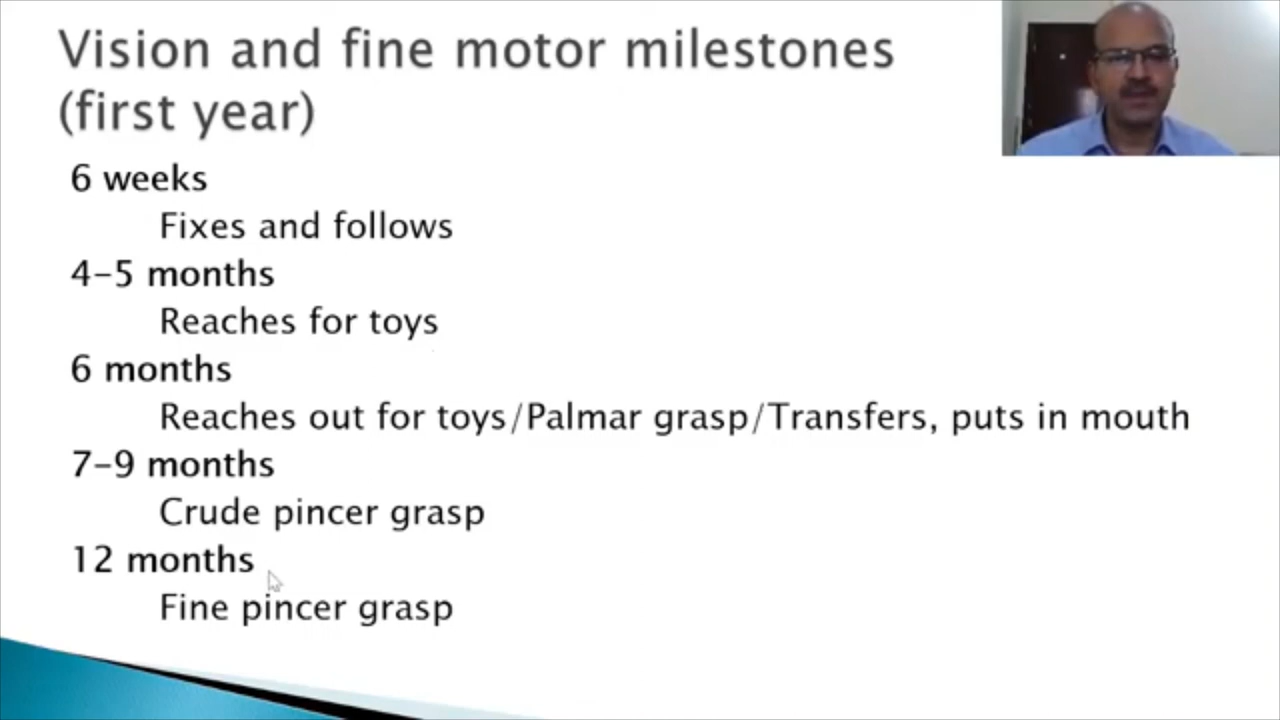 Vision and fine motor milestones
(first year)
6 weeks
Fixes and follows
4-5 months
Reaches for toys
6 months
Reaches out for toys/Palmar grasp/Transfers, puts in mouth
7-9 months
Crude pincer grasp
12 months
Fine pincer grasp